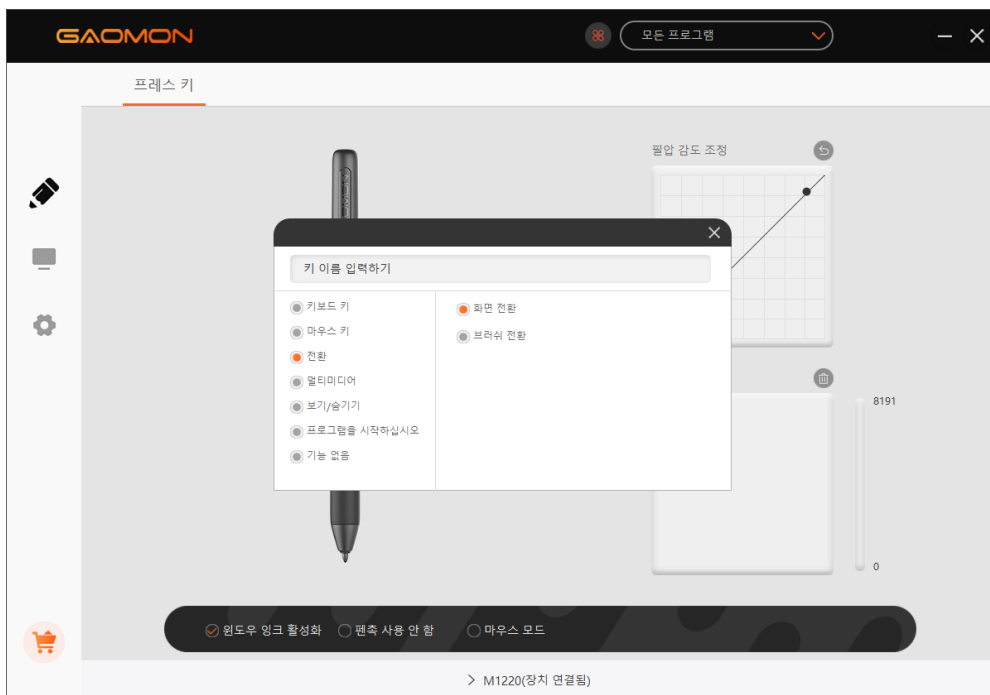 GAOMON
모든 프로그램
프레스 키
필압 감도 조정
키 이름 입력하기
키보드 키
화면 전환
마우스 키
브러쉬 전환
전환
멀티미디어
보기/숨기기
프로그램을 시작하십시오
기능 없음
8191
0
윈도우 잉크 활성화
펜촉 사용 안 함
마우스 모드
M1220(장치 연결됨)